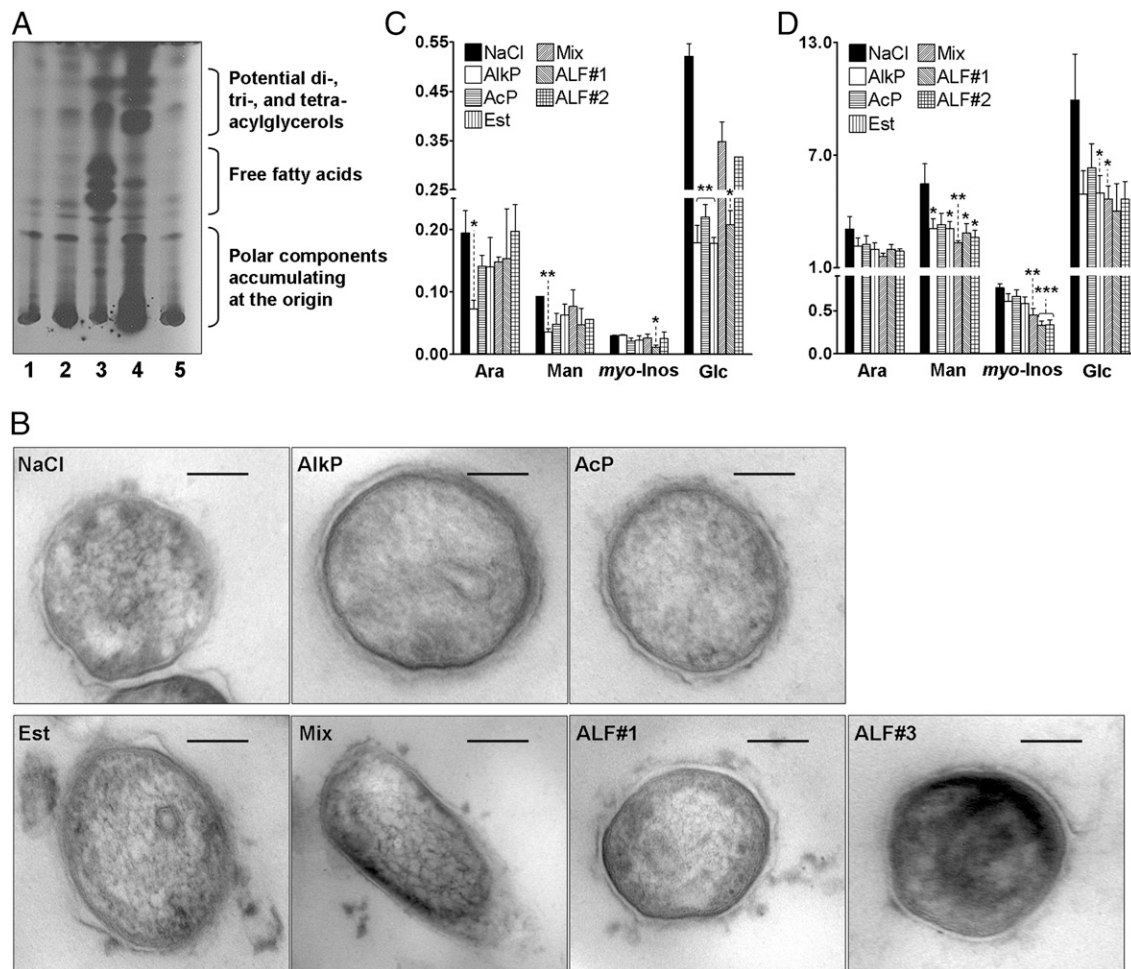 A
Potential di-,
tri-, and tetra-
acylglycerols
Free fatty acids
Polar components
accumulating
at the origin
1 2 3 4 5
C
0.55
0.45
0.35
0.25
0.20
0.10
0.00
NaCl
AlkP
AcP
Est
Mix
ALF#1
ALF#2
*
**
*
**
*
Ara Man myo-Inos Glc
D
13.0
7.0
1.0
0.5
0.0
NaCl
AlkP
AcP
Est
Mix
ALF#1
ALF#2
* * ** * *
** ***
* *
Ara Man myo-Inos Glc
B
NaCl
AlkP
AcP
Est
Mix
ALF#1
ALF#3